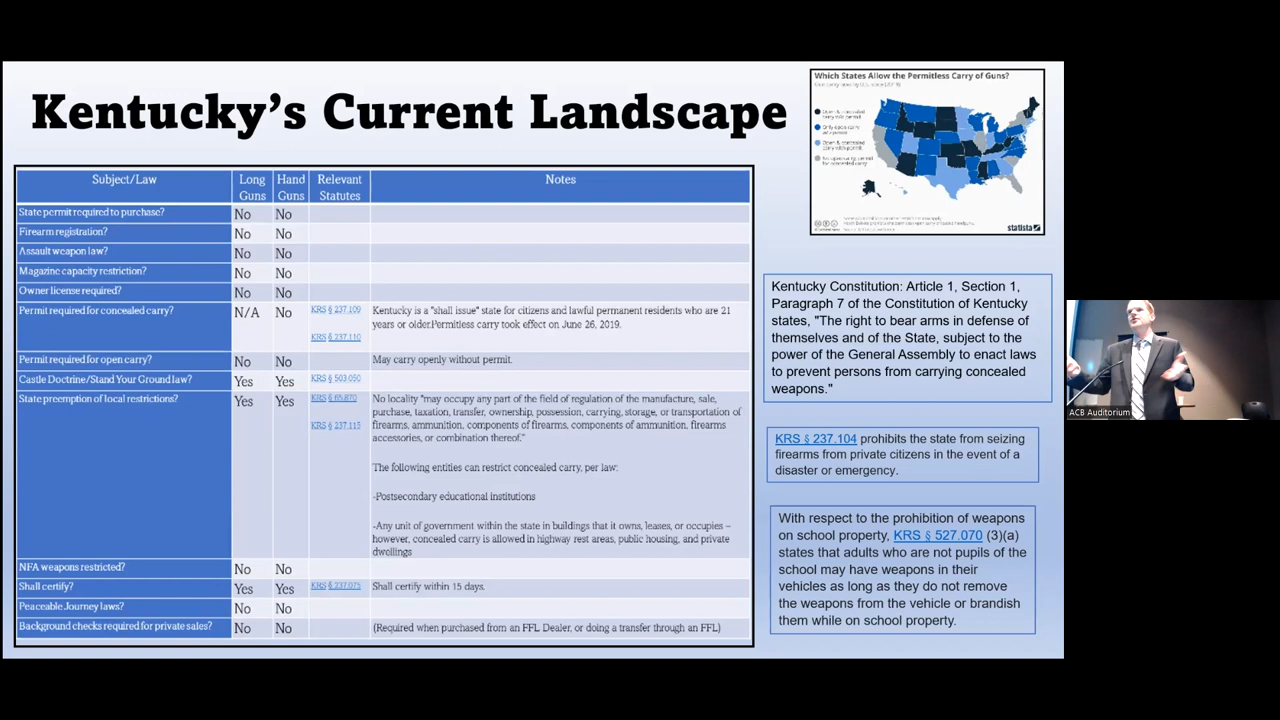 Kentucky's Current Landscape
Which States Allow the Permitless Carry of Guns?
Subject/Law Long Guns Hand Guns Relevant Statutes Notes
State permit required to purchase? No No
Firearm registration? No No
Assault weapon law? No No
Magazine capacity restriction? No No
Owner license required? No No
Permit required for concealed carry? N/A No KRS § 237.109 Kentucky is a "shall issue" state for citizens and lawful permanent residents who are 21
years or older.Permitless carry took effect on June 26, 2019.
KRS § 237.110
Permit required for open carry? No No May carry openly without permit.
Castle Doctrine/Stand Your Ground law? Yes Yes KRS § 503.050
State preemption of local restrictions? Yes Yes KRS § 65.870 No locality "may occupy any part of the field of regulation of the manufacture, sale,
purchase, taxation, transfer, ownership, possession, carrying, storage, or transportation of
KRS § 237.115 firearms, ammunition, components of firearms, components of ammunition, firearms
accessories, or combination thereof."
The following entities can restrict concealed carry, per law:
-Postsecondary educational institutions
-Any unit of government within the state in buildings that it owns, leases, or occupies –
however, concealed carry is allowed in highway rest areas, public housing, and private
dwellings
NFA weapons restricted? No No
Shall certify? Yes Yes KRS § 237.075 Shall certify within 15 days.
Peaceable Journey laws? No No
Background checks required for private sales? No No (Required when purchased from an FFL Dealer, or doing a transfer through an FFL)
statista
Kentucky Constitution: Article 1, Section 1,
Paragraph 7 of the Constitution of Kentucky
states, "The right to bear arms in defense of
themselves and of the State, subject to the
power of the General Assembly to enact laws
to prevent persons from carrying concealed
weapons."
KRS § 237.104 prohibits the state from seizing
firearms from private citizens in the event of a
disaster or emergency.
With respect to the prohibition of weapons
on school property, KRS § 527.070 (3)(a)
states that adults who are not pupils of the
school may have weapons in their
vehicles as long as they do not remove
the weapons from the vehicle or brandish
them while on school property.
ACB Auditorium